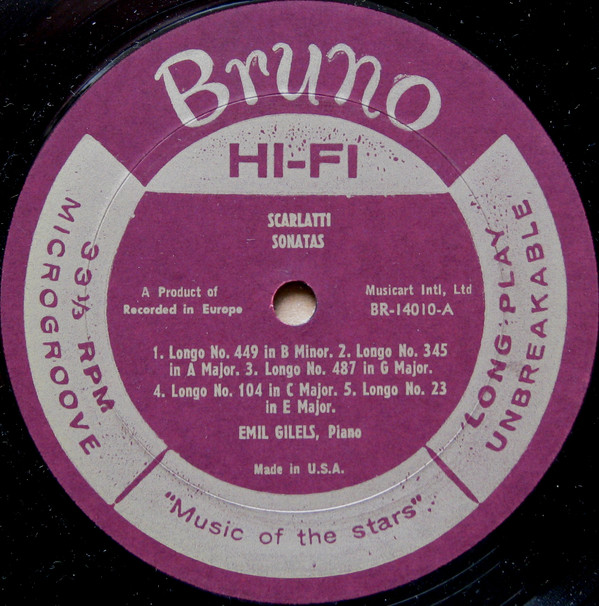 Bruno
HI-FI
SCARLATTI
SONATAS
A Product of
Recorded in Europe
Musicart Intl, Ltd
BR-14010-A
1. Longo No. 449 in B Minor. 2. Longo No. 345
in A Major. 3. Longo No. 487 in G Major.
4. Longo No. 104 in C Major. 5. Longo No. 23
in E Major.
EMIL GILELS, Piano
Made in U.S.A.
33⅓ RPM
MICROGROOVE
LONG PLAY
UNBREAKABLE
"Music of the stars"